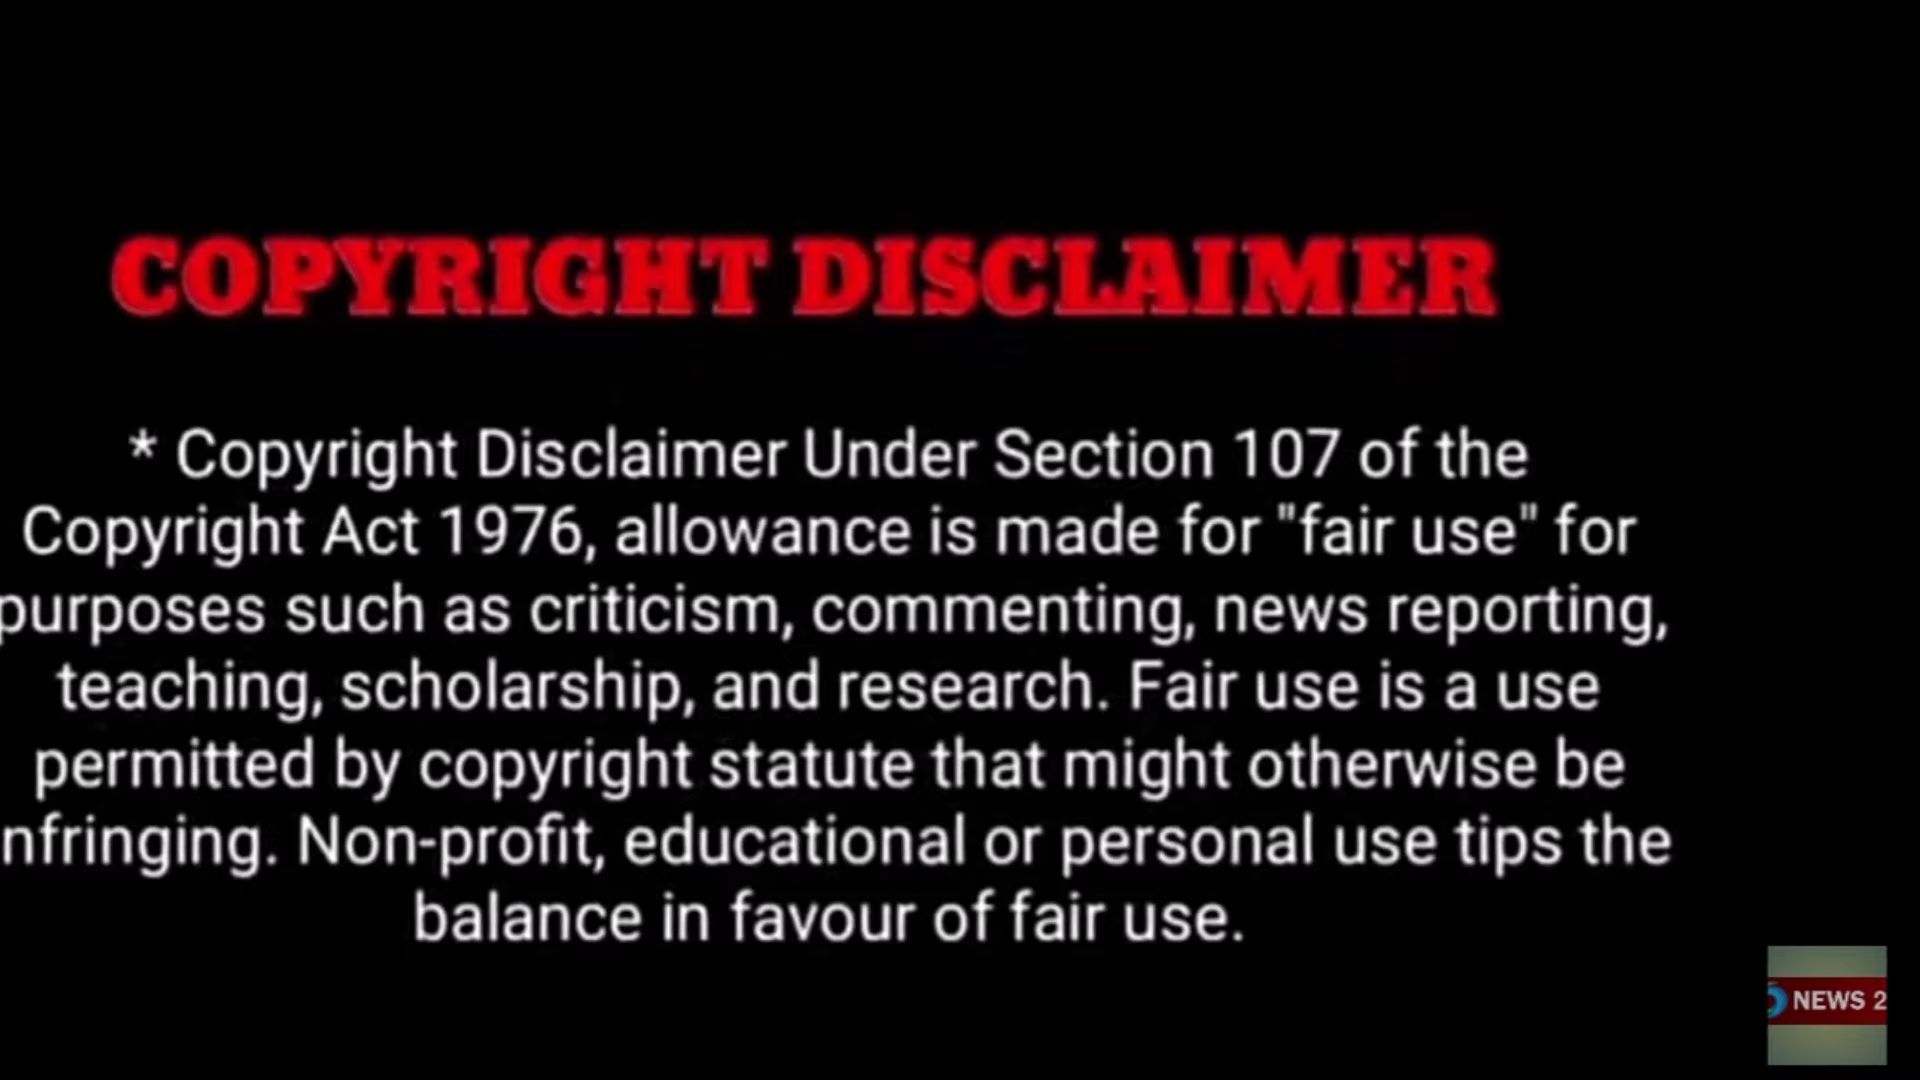 COPYRIGHT DISCLAIMER
* Copyright Disclaimer Under Section 107 of the
Copyright Act 1976, allowance is made for "fair use" for
purposes such as criticism, commenting, news reporting,
teaching, scholarship, and research. Fair use is a use
permitted by copyright statute that might otherwise be
nfringing. Non-profit, educational or personal use tips the
balance in favour of fair use.
NEWS 2